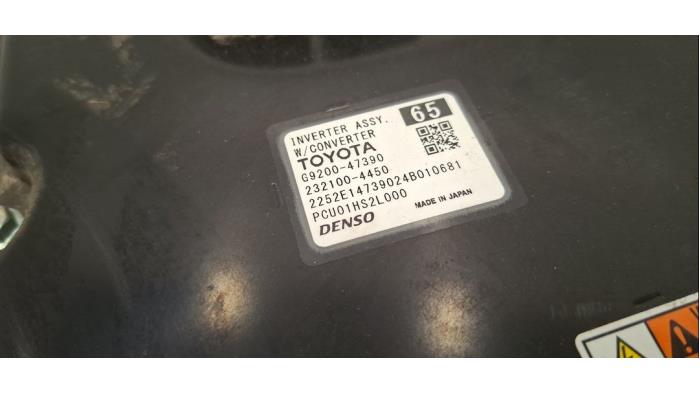 65
INVERTER ASSY.
W/CONVERTER
TOYOTA
G9200-47390
232100-4450
2252E14739024B010681
PCU01HS2L000
DENSO MADE IN JAPAN